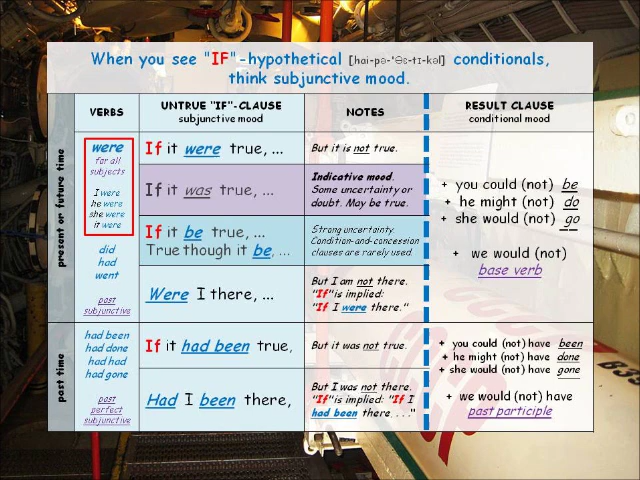 When you see "IF"-hypothetical [hai-pə-'Θε-tɪ-kəl] conditionals,
think subjunctive mood.
VERBS
UNTRUE "IF"-CLAUSE
subjunctive mood
NOTES
RESULT CLAUSE
conditional mood
present or future time
were
for all
subjects
I were
he were
she were
it were
did
had
went
past
subjunctive
If it were true, ...
But it is not true.
If it was true, ...
Indicative mood.
Some uncertainty or
doubt. May be true.
If it be true, ...
True though it be, ...
Strong uncertainty.
Condition-and-concession
clauses are rarely used.
Were I there, ...
But I am not there.
"If" is implied:
"If I were there."
+ you could (not) be
+ he might (not) do
+ she would (not) go
+ we would (not)
base verb
past time
had been
had done
had had
had gone
past
perfect
subjunctive
If it had been true,
But it was not true.
Had I been there,
But I was not there.
"If" is implied: "If I
had been there, . . ."
+ you could (not) have been
+ he might (not) have done
+ she would (not) have gone
+ we would (not) have
past participle